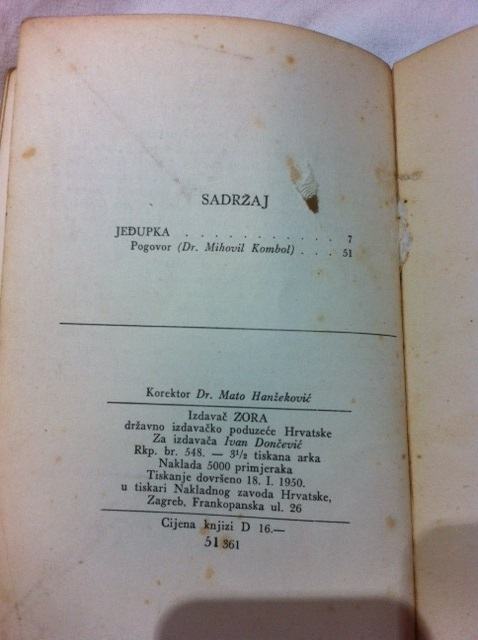 SADRŽAJ
JEĐUPKA . . . . . . . . . . . 7
Pogovor (Dr. Mihovil Kombol) . . . 51
Korektor Dr. Mato Hanžeković
Izdavač ZORA
državno izdavačko poduzeće Hrvatske
Za izdavača Ivan Dončević
Rkp. br. 548. — 3½ tiskana arka
Naklada 5000 primjeraka
Tiskanje dovršeno 18. I. 1950.
u tiskari Nakladnog zavoda Hrvatske,
Zagreb, Frankopanska ul. 26
Cijena knjizi D 16.—
51 361